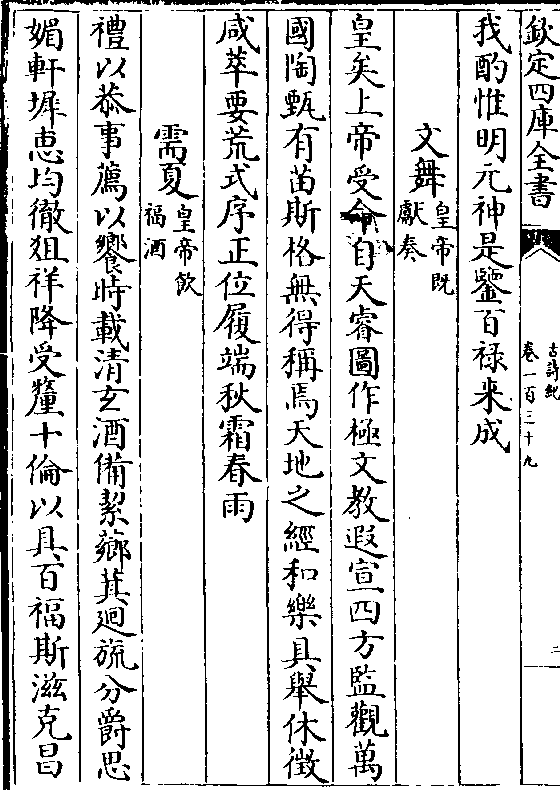 欽定四庫全書
古詩紀
卷一百三十九
二
我酌惟明元神是鑒百禄来成
文舞皇帝既獻奏
皇矣上帝受命自天睿圖作極文教遐宣四方監觀萬
國陶甄有苗斯格無得稱焉天地之經和樂具舉休徴
咸萃要荒式序正位履端秋霜春雨
需夏皇帝飲福酒
禮以恭事薦以饗時載清玄酒備絜薌萁廻旒分爵思
媚軒墀惠均徹俎祥降受釐十倫以具百福斯滋克昌